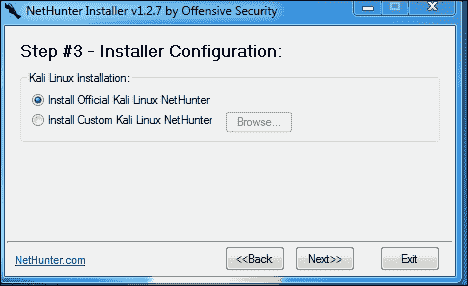 NetHunter Installer v1.2.7 by Offensive Security
Step #3 - Installer Configuration:
Kali Linux Installation:
Install Official Kali Linux NetHunter
Install Custom Kali Linux NetHunter Browse...
NetHunter.com <<Back Next>> Exit